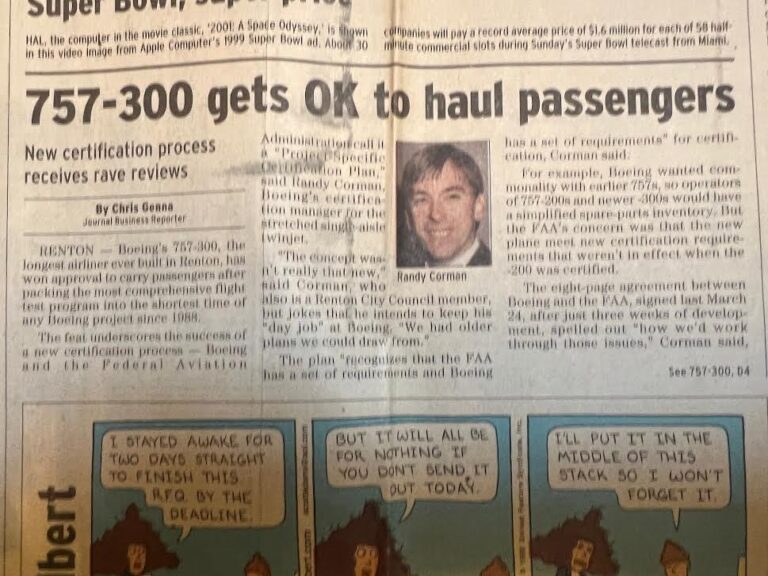 Super Bowl, super
HAL, the computer in the movie classic, '2001: A Space Odyssey,' is shown
in this video image from Apple Computer's 1999 Super Bowl ad. About 30
companies will pay a record average price of $1.6 million for each of 58 half-
minute commercial slots during Sunday's Super Bowl telecast from Miami.
757-300 gets OK to haul passengers
New certification process
receives rave reviews
By Chris Genna
Journal Business Reporter
RENTON — Boeing's 757-300, the
longest airliner ever built in Renton, has
won approval to carry passengers after
packing the most comprehensive flight
test program into the shortest time of
any Boeing project since 1988.
The feat underscores the success of
a new certification process — Boeing
and the Federal Aviation
Administration call it
a "Project Specific
Certification Plan,"
said Randy Corman,
Boeing's certifica-
tion manager for the
stretched single-aisle
twinjet.
"The concept was-
n't really that new,"
said Corman, who
also is a Renton City Council member,
but jokes that he intends to keep his
"day job" at Boeing. "We had older
plans we could draw from."
The plan "recognizes that the FAA
has a set of requirements and Boeing
Randy Corman
has a set of requirements" for certifi-
cation, Corman said.
For example, Boeing wanted com-
monality with earlier 757s, so operators
of 757-200s and newer -300s would have
a simplified spare-parts inventory. But
the FAA's concern was that the new
plane meet new certification require-
ments that weren't in effect when the
-200 was certified.
The eight-page agreement between
Boeing and the FAA, signed last March
24, after just three weeks of develop-
ment, spelled out "how we'd work
through those issues," Corman said,
See 757-300, D4
lbert
I STAYED AWAKE FOR
TWO DAYS STRAIGHT
TO FINISH THIS
R.F.Q. BY THE
DEADLINE.
BUT IT WILL ALL BE
FOR NOTHING IF
YOU DON'T SEND IT
OUT TODAY.
I'LL PUT IT IN THE
MIDDLE OF THIS
STACK SO I WON'T
FORGET IT.